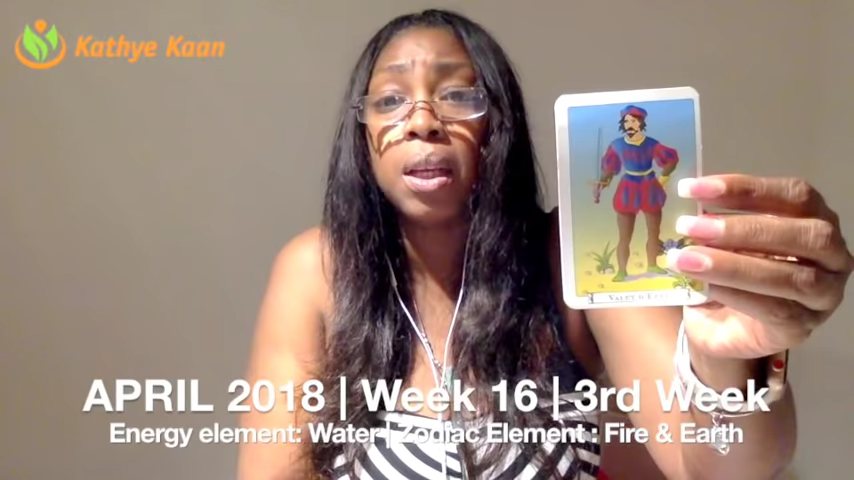 Kathye Kaan
APRIL 2018 | Week 16 | 3rd Week
Energy element: Water | Zodiac Element : Fire & Earth